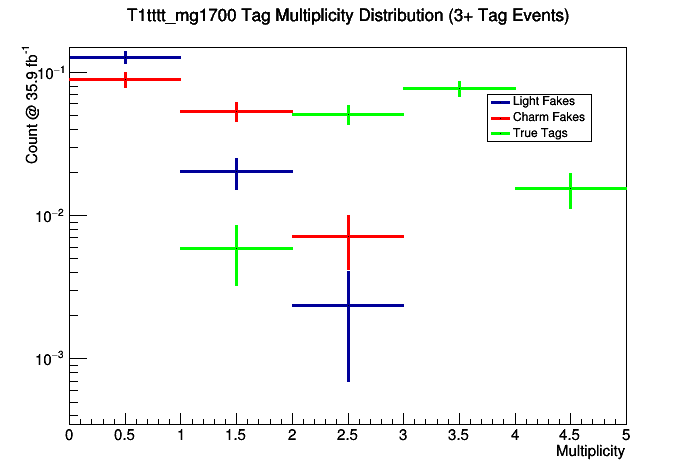 T1tttt_mg1700 Tag Multiplicity Distribution (3+ Tag Events)
Count @ 35.9 fb⁻¹
10⁻¹
10⁻²
10⁻³
Light Fakes
Charm Fakes
True Tags
0 0.5 1 1.5 2 2.5 3 3.5 4 4.5 5
Multiplicity